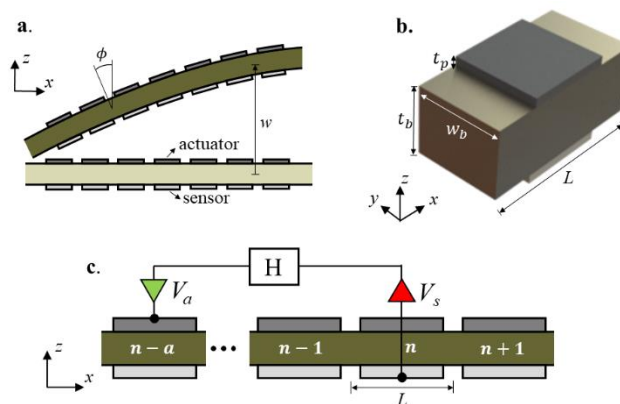 a.
z
x
ϕ
w
actuator
sensor
b.
t_p
t_b
w_b
L
z
y
x
c.
H
V_a
V_s
n − a
n − 1
n
n + 1
z
x
L